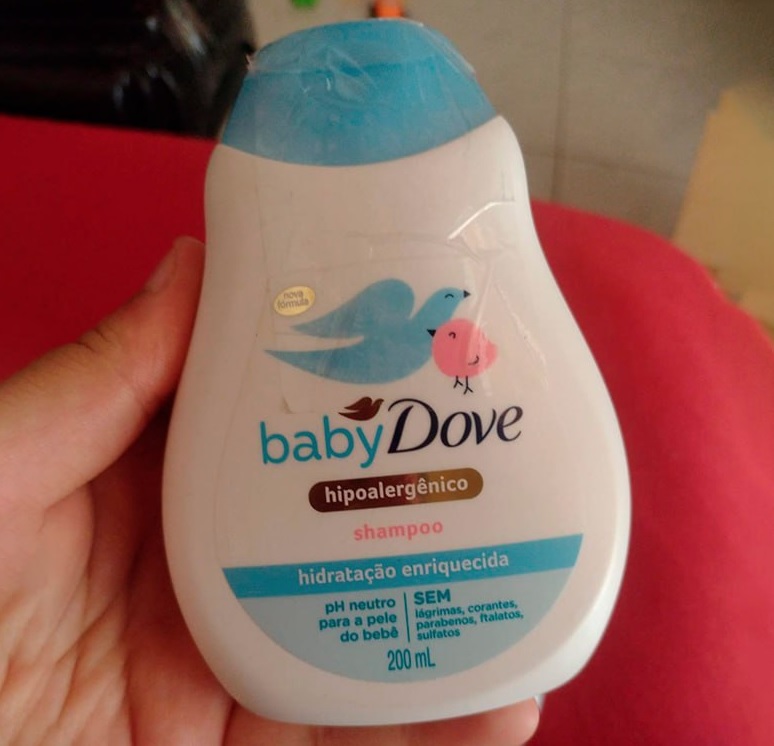 nova
fórmula
baby Dove
hipoalergênico
shampoo
hidratação enriquecida
pH neutro
para a pele
do bebê
SEM
lágrimas, corantes,
parabenos, ftalatos,
sulfatos
200 mL